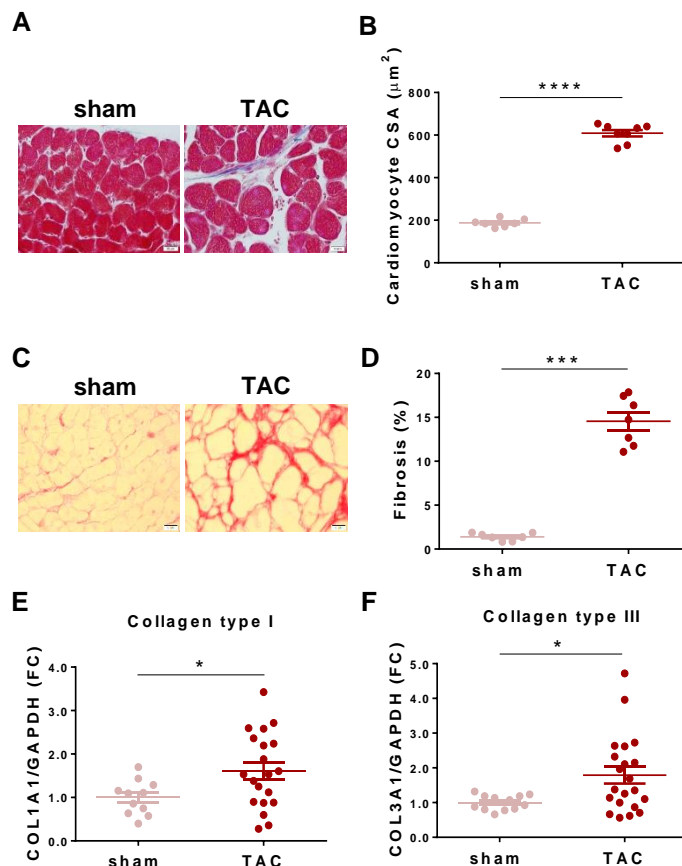 A
sham
TAC
B
Cardiomyocyte CSA (μm²)
800
600
400
200
0
****
sham
TAC
C
sham
TAC
D
Fibrosis (%)
20
15
10
5
0
***
sham
TAC
E
Collagen type I
COL1A1/GAPDH (FC)
4.0
3.0
2.0
1.0
0.0
*
sham
TAC
F
Collagen type III
COL3A1/GAPDH (FC)
5.0
4.0
3.0
2.0
1.0
0.0
*
sham
TAC